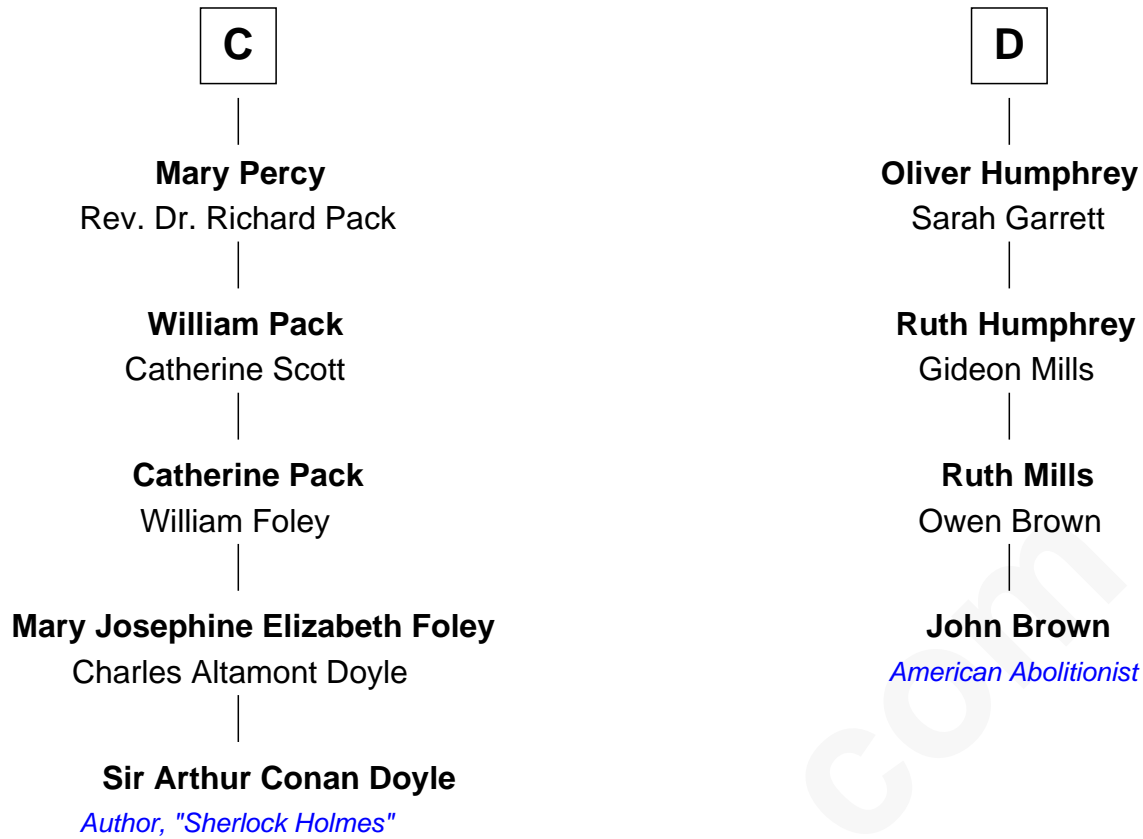 C
Mary Percy
Rev. Dr. Richard Pack
William Pack
Catherine Scott
Catherine Pack
William Foley
Mary Josephine Elizabeth Foley
Charles Altamont Doyle
Sir Arthur Conan Doyle
Author, "Sherlock Holmes"
D
Oliver Humphrey
Sarah Garrett
Ruth Humphrey
Gideon Mills
Ruth Mills
Owen Brown
John Brown
American Abolitionist
com